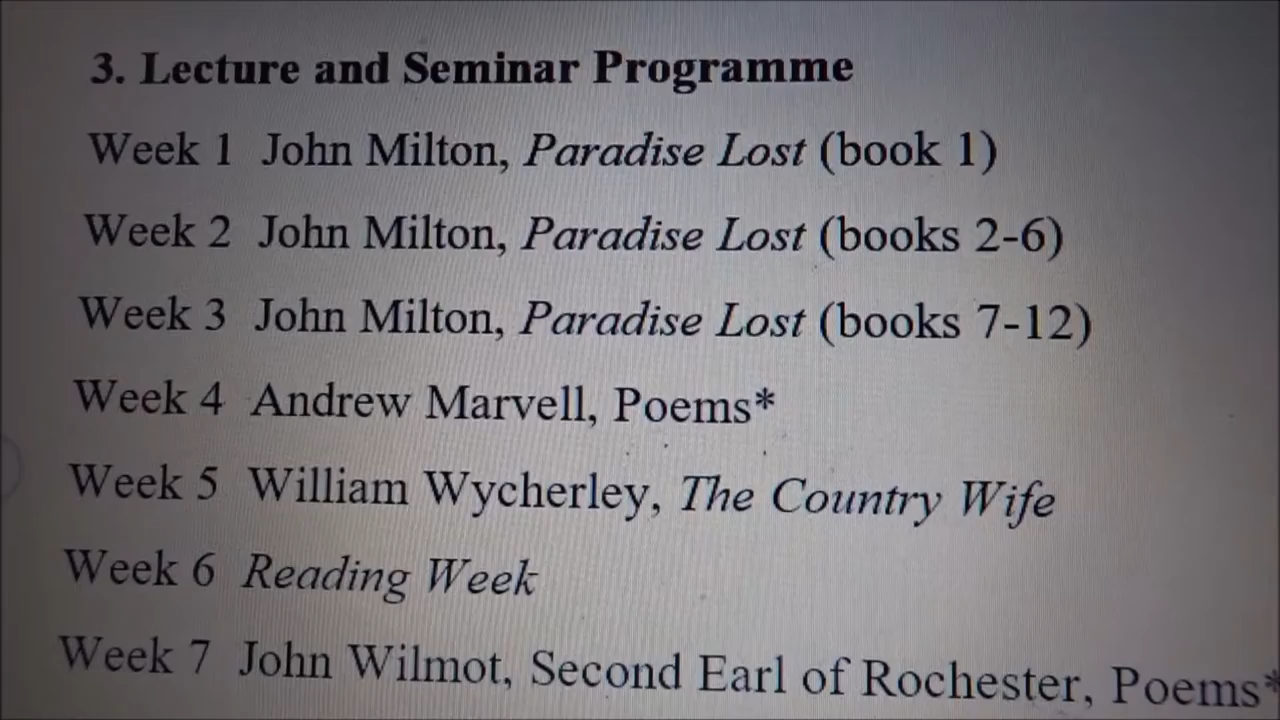 3. Lecture and Seminar Programme
Week 1 John Milton, Paradise Lost (book 1)
Week 2 John Milton, Paradise Lost (books 2-6)
Week 3 John Milton, Paradise Lost (books 7-12)
Week 4 Andrew Marvell, Poems*
Week 5 William Wycherley, The Country Wife
Week 6 Reading Week
Week 7 John Wilmot, Second Earl of Rochester, Poems*